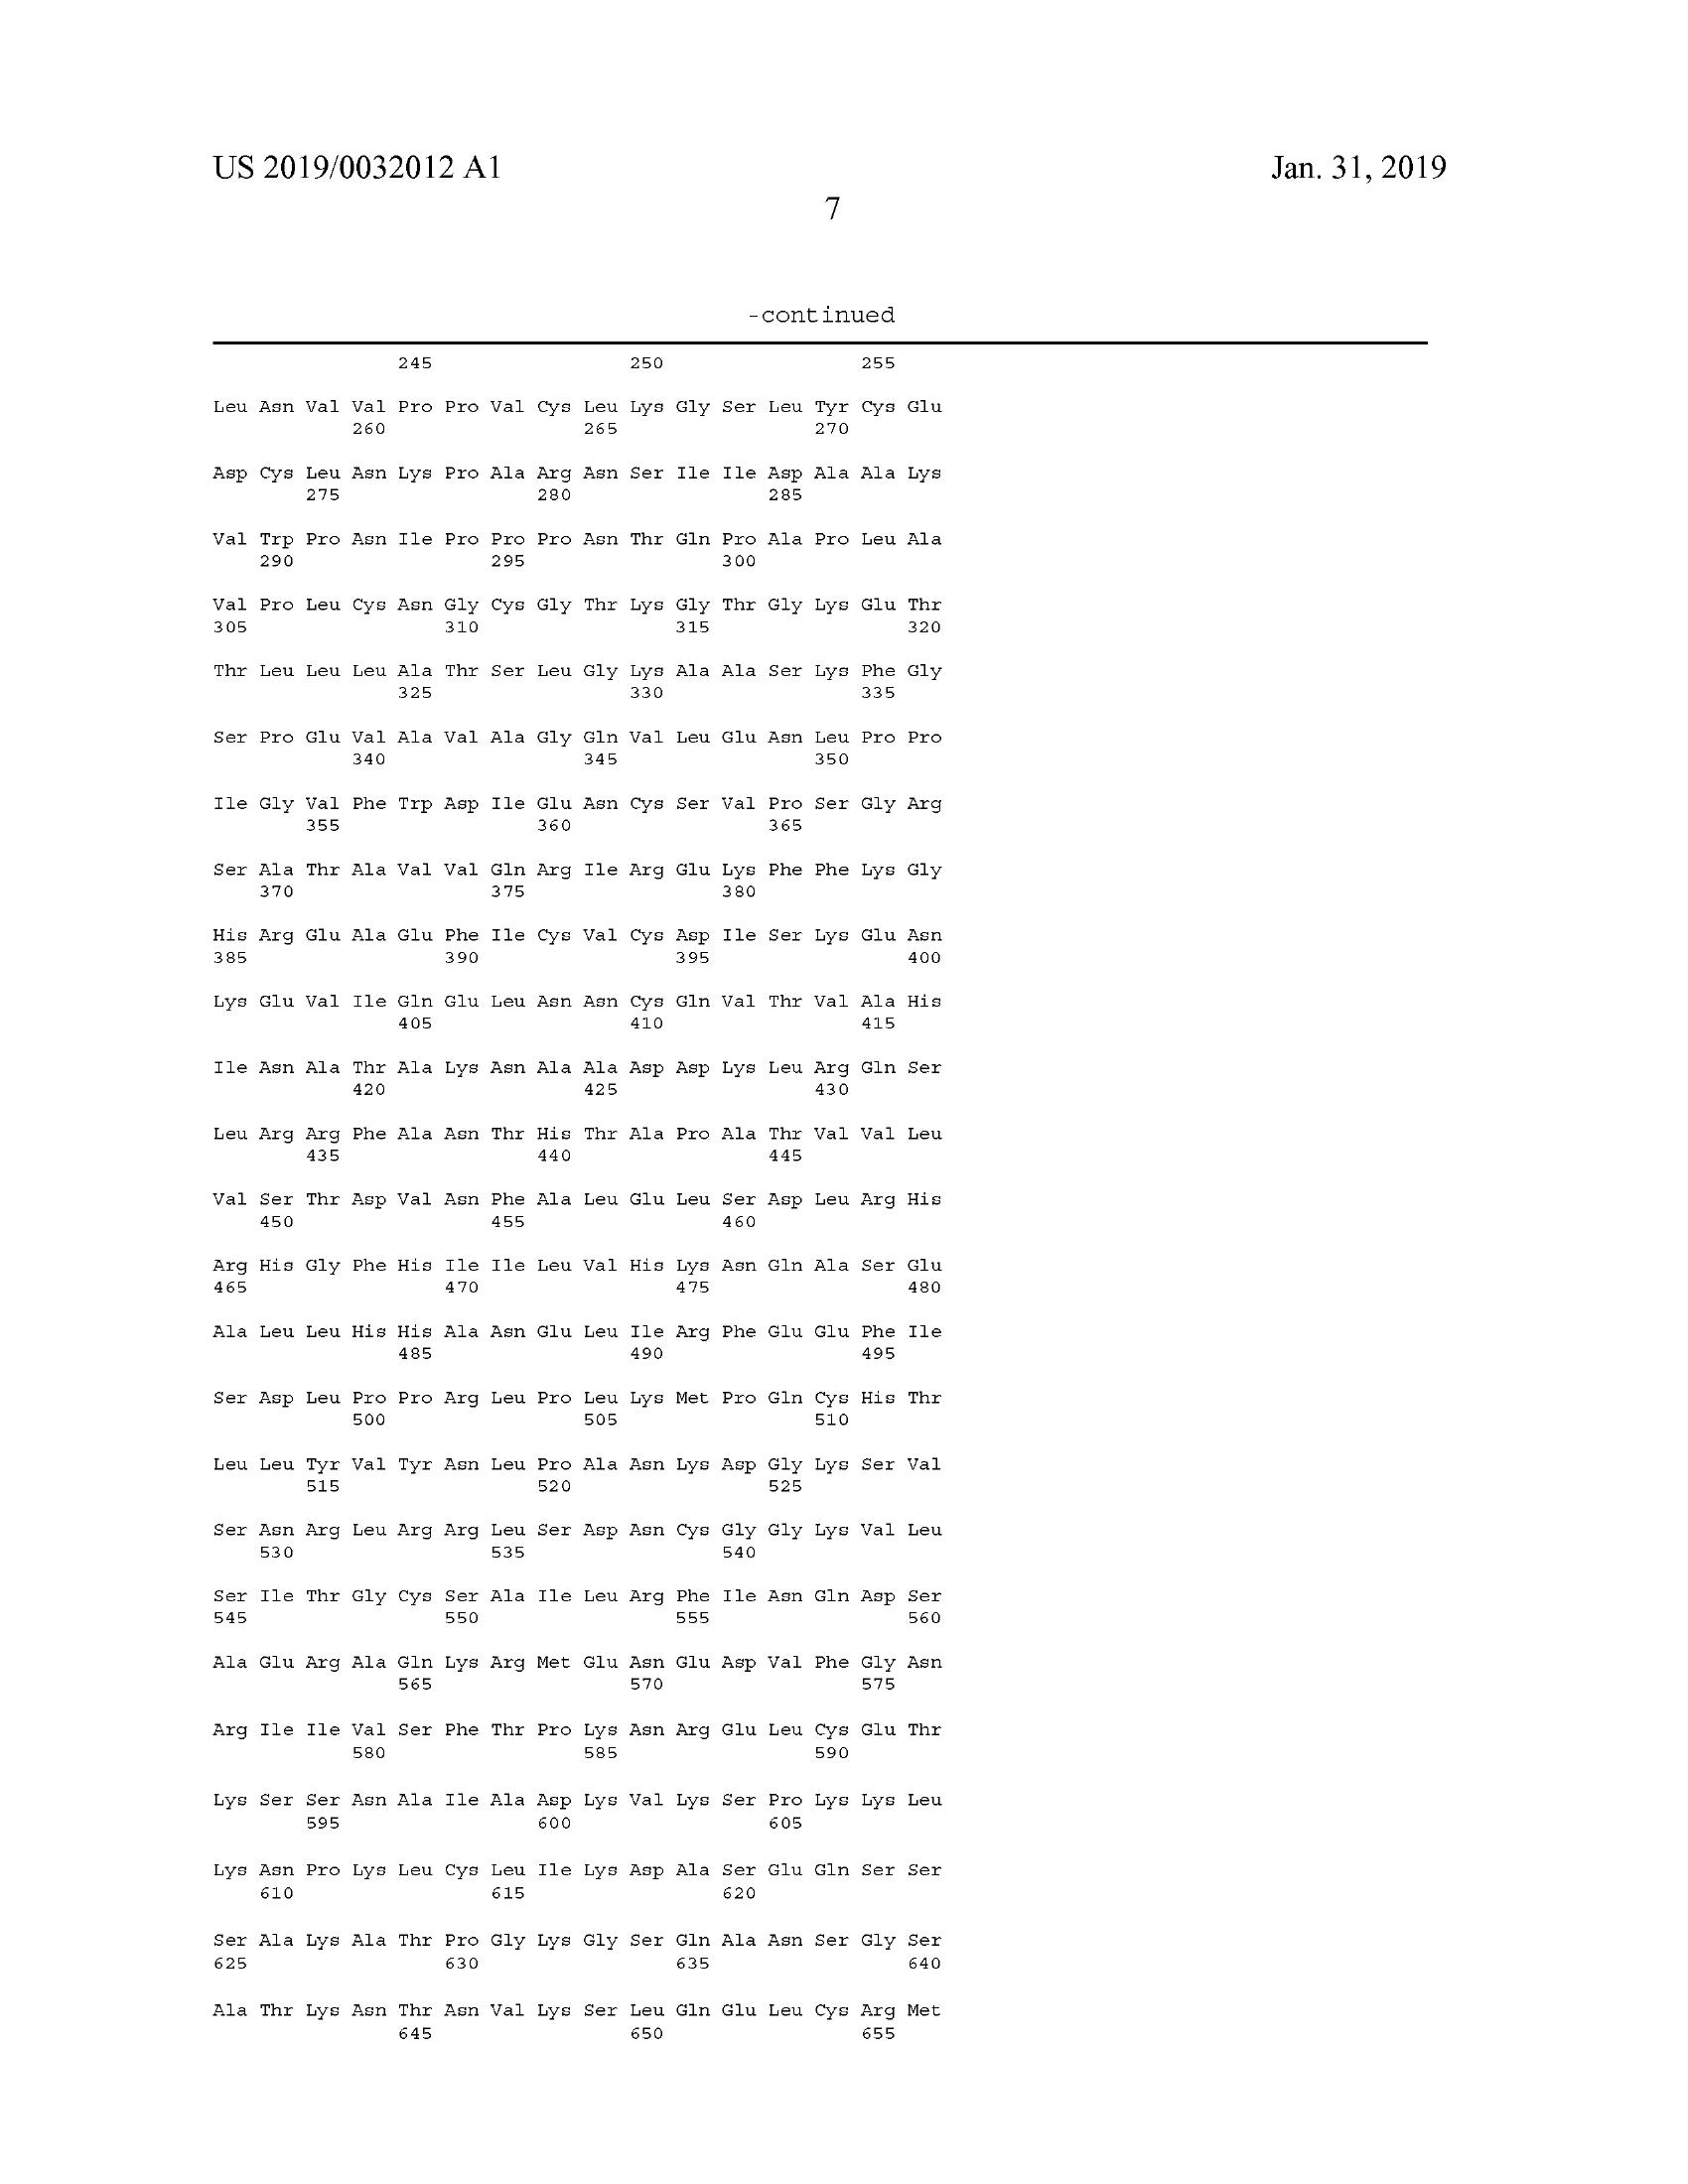 US 2019/0032012 A1
Jan. 31, 2019
7
-continued
245 250 255
Leu Asn Val Val Pro Pro Val Cys Leu Lys Gly Ser Leu Tyr Cys Glu
260 265 270
Asp Cys Leu Asn Lys Pro Ala Arg Asn Ser Ile Ile Asp Ala Ala Lys
275 280 285
Val Trp Pro Asn Ile Pro Pro Pro Asn Thr Gln Pro Ala Pro Leu Ala
290 295 300
Val Pro Leu Cys Asn Gly Cys Gly Thr Lys Gly Thr Gly Lys Glu Thr
305 310 315 320
Thr Leu Leu Leu Ala Thr Ser Leu Gly Lys Ala Ala Ser Lys Phe Gly
325 330 335
Ser Pro Glu Val Ala Val Ala Gly Gln Val Leu Glu Asn Leu Pro Pro
340 345 350
Ile Gly Val Phe Trp Asp Ile Glu Asn Cys Ser Val Pro Ser Gly Arg
355 360 365
Ser Ala Thr Ala Val Val Gln Arg Ile Arg Glu Lys Phe Phe Lys Gly
370 375 380
His Arg Glu Ala Glu Phe Ile Cys Val Cys Asp Ile Ser Lys Glu Asn
385 390 395 400
Lys Glu Val Ile Gln Glu Leu Asn Asn Cys Gln Val Thr Val Ala His
405 410 415
Ile Asn Ala Thr Ala Lys Asn Ala Ala Asp Asp Lys Leu Arg Gln Ser
420 425 430
Leu Arg Arg Phe Ala Asn Thr His Thr Ala Pro Ala Thr Val Val Leu
435 440 445
Val Ser Thr Asp Val Asn Phe Ala Leu Glu Leu Ser Asp Leu Arg His
450 455 460
Arg His Gly Phe His Ile Ile Leu Val His Lys Asn Gln Ala Ser Glu
465 470 475 480
Ala Leu Leu His His Ala Asn Glu Leu Ile Arg Phe Glu Glu Phe Ile
485 490 495
Ser Asp Leu Pro Pro Arg Leu Pro Leu Lys Met Pro Gln Cys His Thr
500 505 510
Leu Leu Tyr Val Tyr Asn Leu Pro Ala Asn Lys Asp Gly Lys Ser Val
515 520 525
Ser Asn Arg Leu Arg Arg Leu Ser Asp Asn Cys Gly Gly Lys Val Leu
530 535 540
Ser Ile Thr Gly Cys Ser Ala Ile Leu Arg Phe Ile Asn Gln Asp Ser
545 550 555 560
Ala Glu Arg Ala Gln Lys Arg Met Glu Asn Glu Asp Val Phe Gly Asn
565 570 575
Arg Ile Ile Val Ser Phe Thr Pro Lys Asn Arg Glu Leu Cys Glu Thr
580 585 590
Lys Ser Ser Asn Ala Ile Ala Asp Lys Val Lys Ser Pro Lys Lys Leu
595 600 605
Lys Asn Pro Lys Leu Cys Leu Ile Lys Asp Ala Ser Glu Gln Ser Ser
610 615 620
Ser Ala Lys Ala Thr Pro Gly Lys Gly Ser Gln Ala Asn Ser Gly Ser
625 630 635 640
Ala Thr Lys Asn Thr Asn Val Lys Ser Leu Gln Glu Leu Cys Arg Met
645 650 655